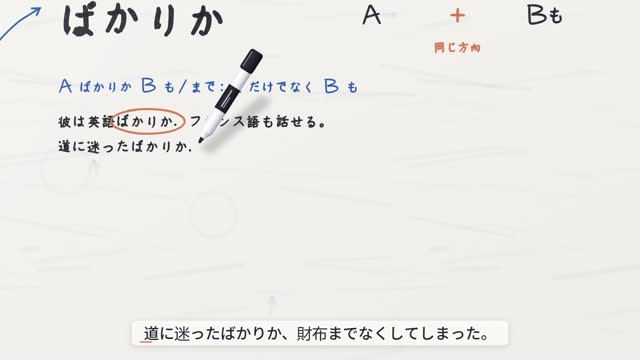 ばかりか
A + Bも
同じ方向
A ばかりか B も/まで: だけでなく B も
彼は英語ばかりか. フランス語も話せる。
道に迷ったばかりか.
道に迷ったばかりか、財布までなくしてしまった。